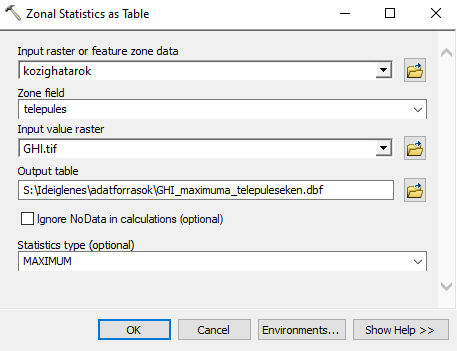 Zonal Statistics as Table
Input raster or feature zone data
kozighatarok
Zone field
telepules
Input value raster
GHI.tif
Output table
S:\Ideiglenes\adatforrasok\GHI_maximuma_telepuleseken.dbf
Ignore NoData in calculations (optional)
Statistics type (optional)
MAXIMUM
OK Cancel Environments... Show Help >>